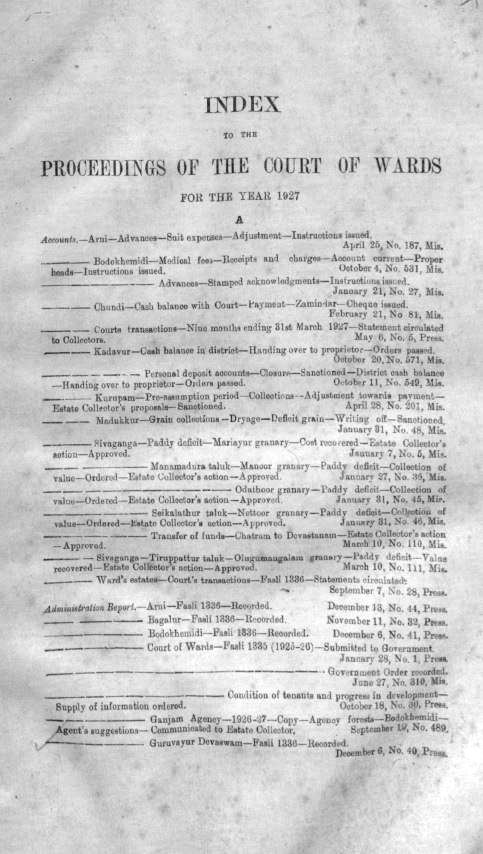 INDEX
TO THE
PROCEEDINGS OF THE COURT OF WARDS
FOR THE YEAR 1927
A
Accounts.—Arni—Advances—Suit expenses—Adjustment—Instructions issued.
April 25, No. 187, Mis.
Bodokhemidi—Medical fees—Receipts and charges—Account current—Proper
heads—Instructions issued. October 4, No. 531, Mis.
Advances—Stamped acknowledgments—Instructions issued.
January 21, No. 27, Mis.
Chundi—Cash balance with Court—Payment—Zamindar—Cheque issued.
February 21, No 81, Mis.
Courts transactions—Nine months ending 31st March 1927—Statement circulated
to Collectors. May 6, No. 5, Press.
Kadavur—Cash balance in district—Handing over to proprietor—Orders passed.
October 20, No. 571, Mis.
Personal deposit accounts—Closure—Sanctioned—District cash balance
—Handing over to proprietor—Orders passed. October 11, No. 549, Mis.
Kurupam—Pre-assumption period—Collections—Adjustment towards payment—
Estate Collector's proposals—Sanctioned. April 28, No. 201, Mis.
Madukkur—Grain collections—Dryage—Deficit grain—Writing off—Sanctioned.
January 31, No. 48, Mis.
Sivaganga—Paddy deficit—Mariayur granary—Cost recovered—Estate Collector's
action—Approved. January 7, No. 5, Mis.
Manamadura taluk—Manoor granary—Paddy deficit—Collection of
value—Ordered—Estate Collector's action—Approved. January 27, No. 36, Mis.
Odathoor granary—Paddy deficit—Collection of
value—Ordered—Estate Collector's action—Approved. January 31, No. 45, Mis.
Seikalathur taluk—Nettoor granary—Paddy deficit—Collection of
value—Ordered—Estate Collector's action—Approved. January 31, No. 46, Mis.
Transfer of funds—Chatram to Devastanam—Estate Collector's action
—Approved. March 10, No. 110, Mis.
Sivaganga—Tiruppattur taluk—Olugumangalam granary—Paddy deficit—Value
recovered—Estate Collector's action—Approved. March 10, No. 111, Mis.
Ward's estates—Court's transactions—Fasli 1336—Statements circulated.
September 7, No. 28, Press.
Administration Report.—Arni—Fasli 1336—Recorded. December 13, No. 44, Press.
Bagalur—Fasli 1336—Recorded. November 11, No. 32, Press.
Bodokhemidi—Fasli 1336—Recorded. December 6, No. 41, Press.
Court of Wards—Fasli 1335 (1925-26)—Submitted to Government.
January 28, No. 1, Press.
Government Order recorded.
June 27, No. 310, Mis.
Condition of tenants and progress in development—
Supply of information ordered. October 18, No. 30, Press.
Ganjam Agency—1926-27—Copy—Agency forests—Bodokhemidi—
Agent's suggestions—Communicated to Estate Collector. September 19, No. 489.
Guruvayur Devaswam—Fasli 1336—Recorded.
December 6, No. 40, Press.